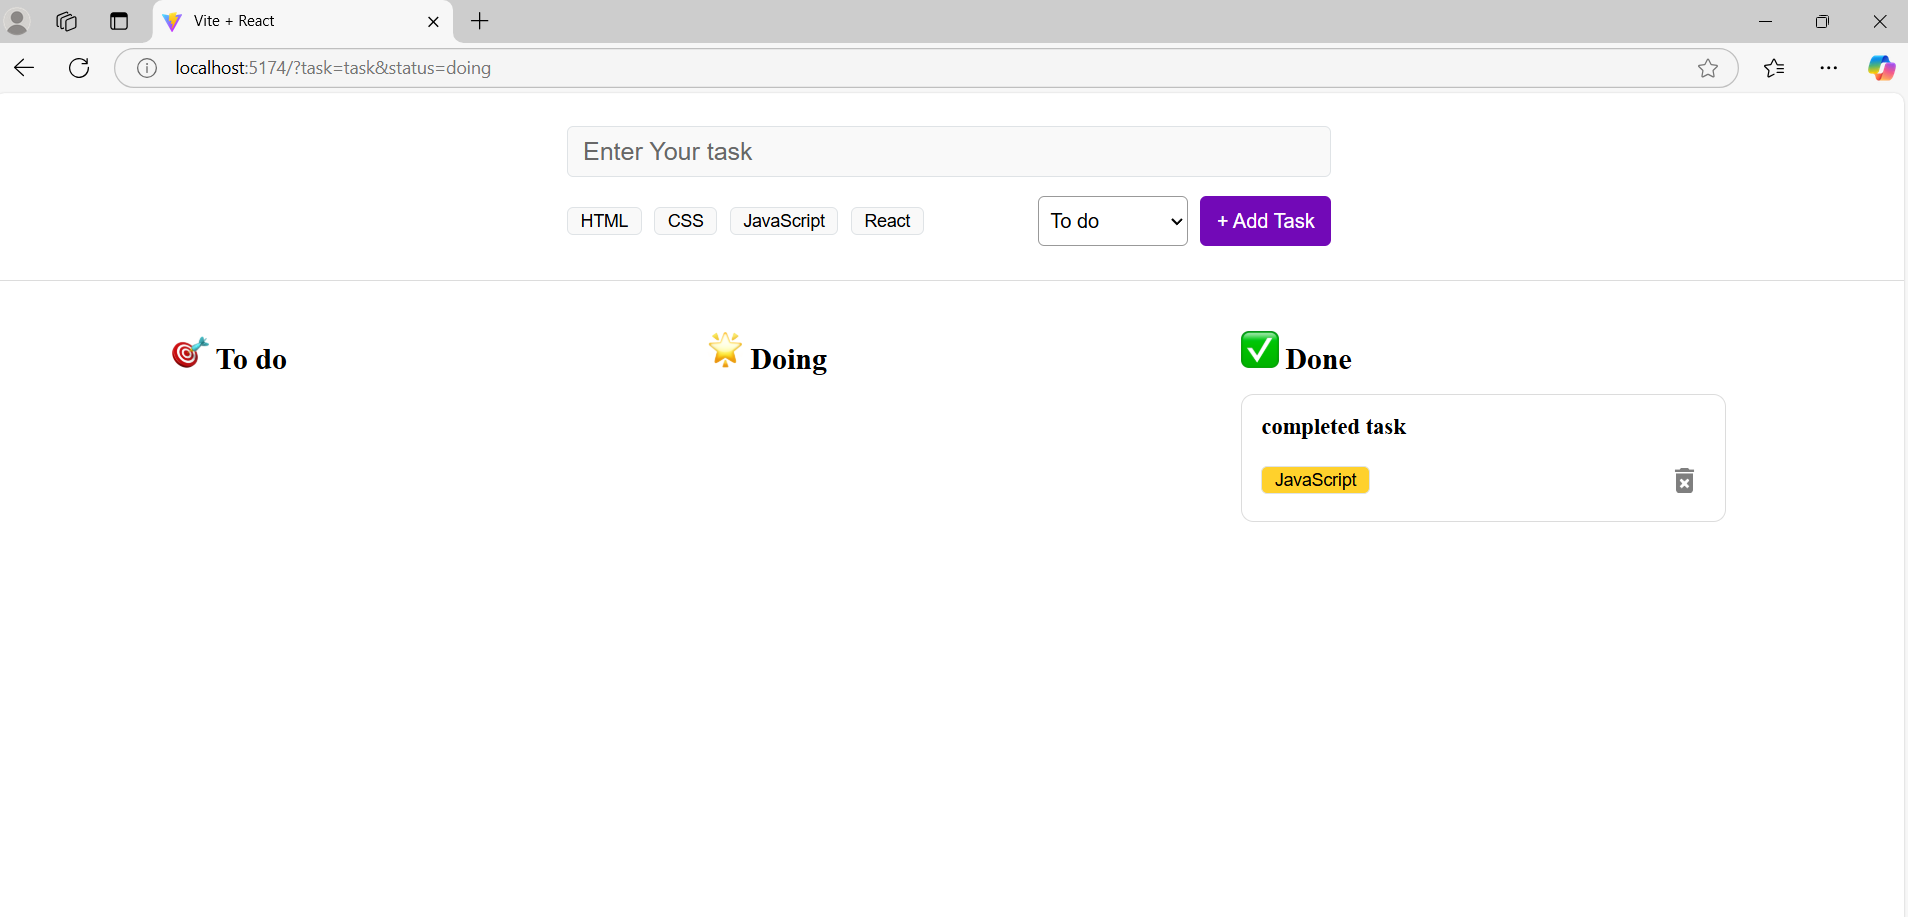 Vite + React
localhost:5174/?task=task&status=doing
Enter Your task
HTML CSS JavaScript React To do + Add Task
To do Doing Done
completed task
JavaScript